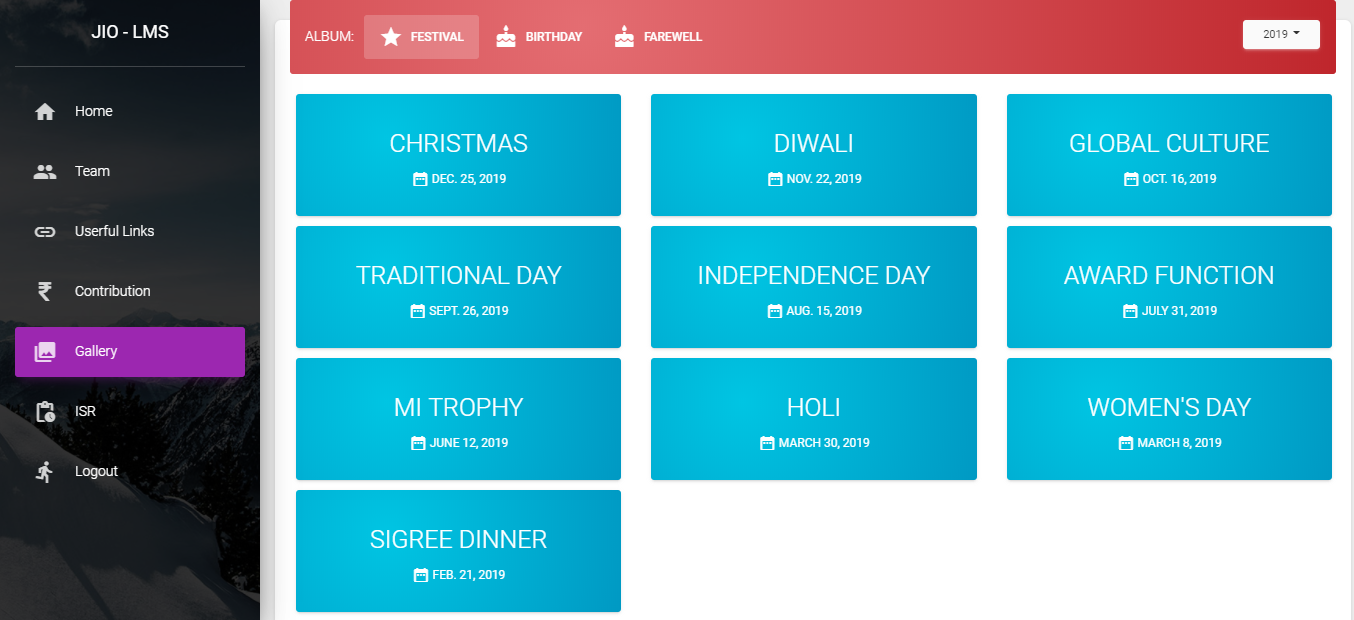 JIO - LMS
Home
Team
Userful Links
Contribution
Gallery
ISR
Logout
ALBUM: FESTIVAL BIRTHDAY FAREWELL 2019
CHRISTMAS
DEC. 25, 2019
DIWALI
NOV. 22, 2019
GLOBAL CULTURE
OCT. 16, 2019
TRADITIONAL DAY
SEPT. 26, 2019
INDEPENDENCE DAY
AUG. 15, 2019
AWARD FUNCTION
JULY 31, 2019
MI TROPHY
JUNE 12, 2019
HOLI
MARCH 30, 2019
WOMEN'S DAY
MARCH 8, 2019
SIGREE DINNER
FEB. 21, 2019